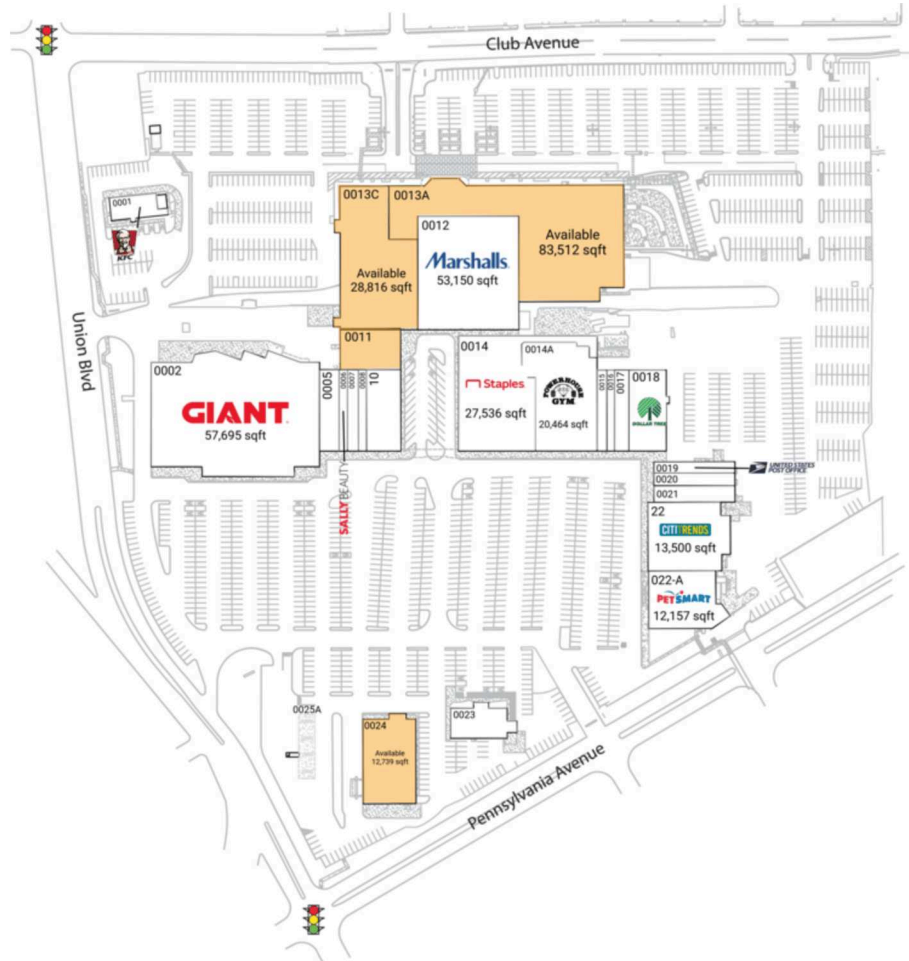 Club Avenue
0001
KFC
0013C
0013A
0012
Marshalls
53,150 sqft
Available
83,512 sqft
Available
28,816 sqft
Union Blvd
0011
0002
GIANT
57,695 sqft
0005
0006
0007
0008
10
SALLY BEAUTY
0014
Staples
27,536 sqft
0014A
POWERHOUSE
GYM
20,464 sqft
0015
0016
0017
0018
DOLLAR TREE
0019
UNITED STATES
POST OFFICE
0020
0021
22
CITITRENDS
13,500 sqft
022-A
PETSMART
12,157 sqft
0025A
0024
Available
12,739 sqft
0023
Pennsylvania Avenue